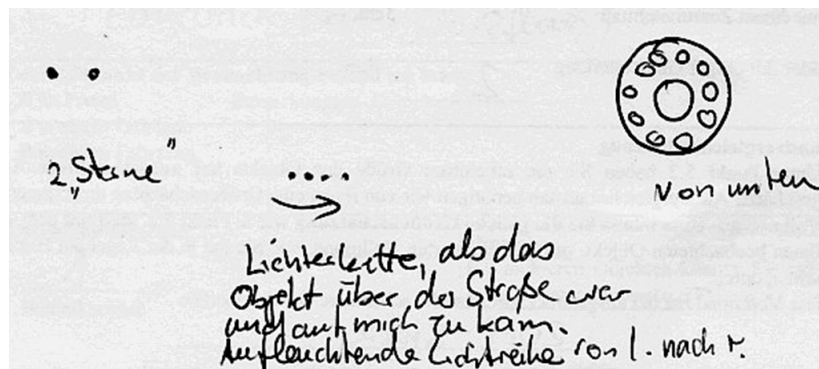 2 „Sterne"
von unten
Lichterkette, als das
Objekt über der Straße war
und auf mich zu kam.
Aufleuchtende Lichtreihe von l. nach r.